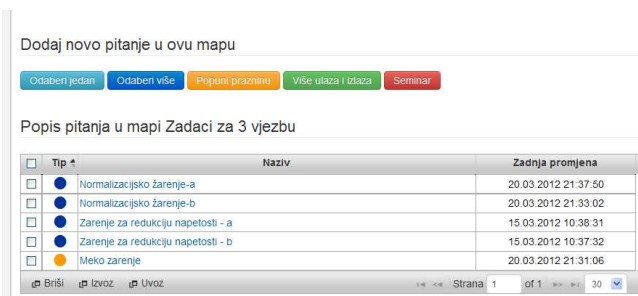 Dodaj novo pitanje u ovu mapu
Odaberi jedan Odaberi više Popuni prazninu Više ulaza i izlaza Seminar
Popis pitanja u mapi Zadaci za 3 vjezbu
Tip Naziv Zadnja promjena
Normalizacijsko žarenje-a 20.03.2012 21:37:50
Normalizacijsko žarenje-b 20.03.2012 21:33:02
Zarenje za redukciju napetosti - a 15.03.2012 10:38:31
Zarenje za redukciju napetosti - b 15.03.2012 10:37:32
Meko zarenje 20.03.2012 21:31:06
Briši Izvoz Uvoz Strana 1 of 1 30